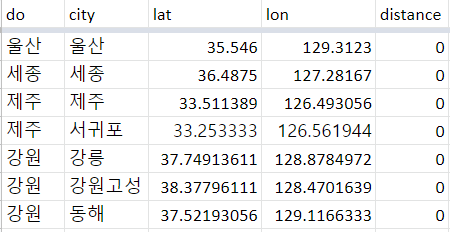 do city lat lon distance
울산 울산 35.546 129.3123 0
세종 세종 36.4875 127.28167 0
제주 제주 33.511389 126.493056 0
제주 서귀포 33.253333 126.561944 0
강원 강릉 37.74913611 128.8784972 0
강원 강원고성 38.37796111 128.4701639 0
강원 동해 37.52193056 129.1166333 0